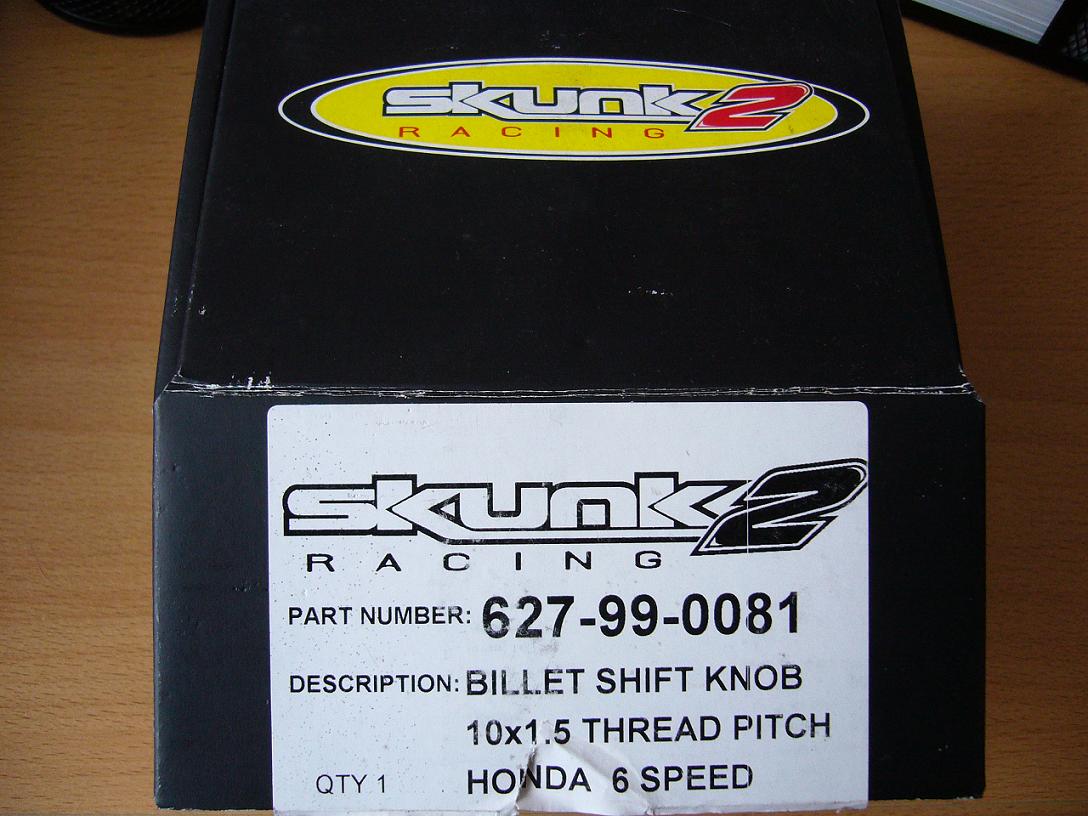 skunk2
RACING
skunk2
RACING
PART NUMBER: 627-99-0081
DESCRIPTION: BILLET SHIFT KNOB
10x1.5 THREAD PITCH
QTY 1 HONDA 6 SPEED